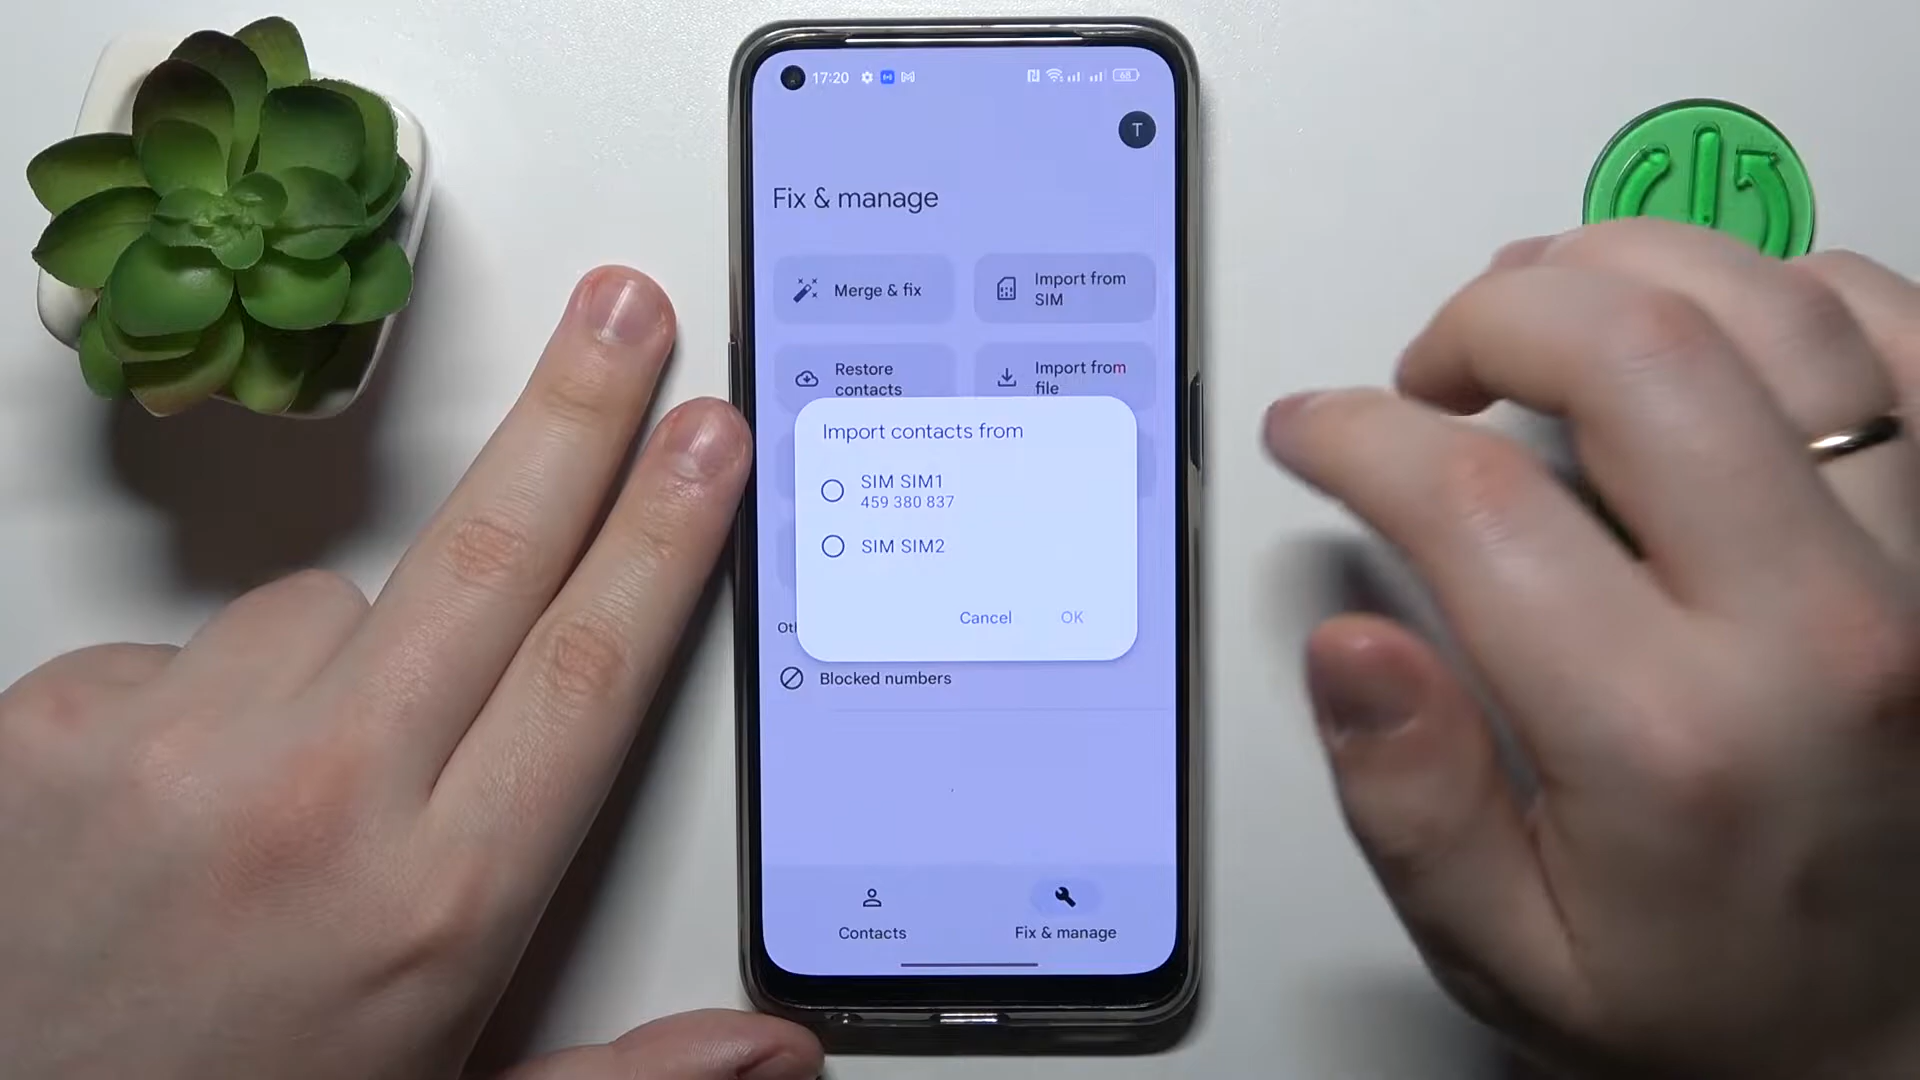 17:20
68
T
Fix & manage
Merge & fix
Import from
SIM
Restore
contacts
Import from
file
Import contacts from
SIM SIM1
459 380 837
SIM SIM2
Cancel
OK
Blocked numbers
Contacts
Fix & manage